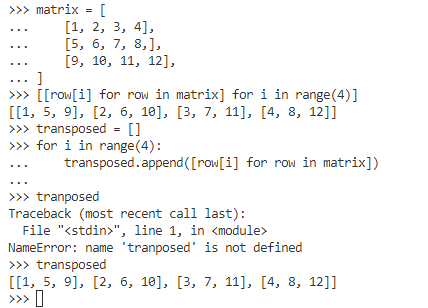 >>> matrix = [
...     [1, 2, 3, 4],
...     [5, 6, 7, 8,],
...     [9, 10, 11, 12],
... ]
>>> [[row[i] for row in matrix] for i in range(4)]
[[1, 5, 9], [2, 6, 10], [3, 7, 11], [4, 8, 12]]
>>> transposed = []
>>> for i in range(4):
...     transposed.append([row[i] for row in matrix])
...
>>> tranposed
Traceback (most recent call last):
  File "<stdin>", line 1, in <module>
NameError: name 'tranposed' is not defined
>>> transposed
[[1, 5, 9], [2, 6, 10], [3, 7, 11], [4, 8, 12]]
>>>